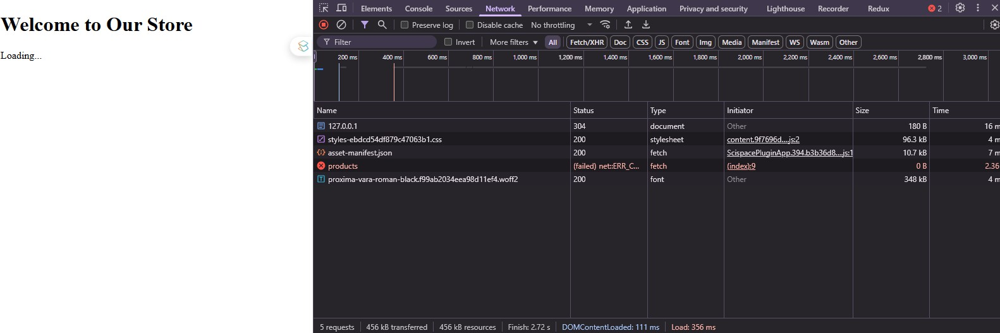 Welcome to Our Store
Loading...
Elements Console Sources Network Performance Memory Application Privacy and security Lighthouse Recorder Redux 2
Preserve log Disable cache No throttling
Filter Invert More filters All Fetch/XHR Doc CSS JS Font Img Media Manifest WS Wasm Other
200 ms 400 ms 600 ms 800 ms 1,000 ms 1,200 ms 1,400 ms 1,600 ms 1,800 ms 2,000 ms 2,200 ms 2,400 ms 2,600 ms 2,800 ms 3,000 ms
Name Status Type Initiator Size Time
127.0.0.1 304 document Other 180 B 16 m
styles-ebdcd54df879c47063b1.css 200 stylesheet content.9f7696d....js:2 96.3 kB 4 m
asset-manifest.json 200 fetch ScispacePluginApp.394.b3b36d8....js:1 10.7 kB 7 m
products (failed) net::ERR_C... fetch (index):9 0 B 2.36
proxima-vara-roman-black.f99ab2034eea98d11ef4.woff2 200 font Other 348 kB 4 m
5 requests 456 kB transferred 456 kB resources Finish: 2.72 s DOMContentLoaded: 111 ms Load: 356 ms